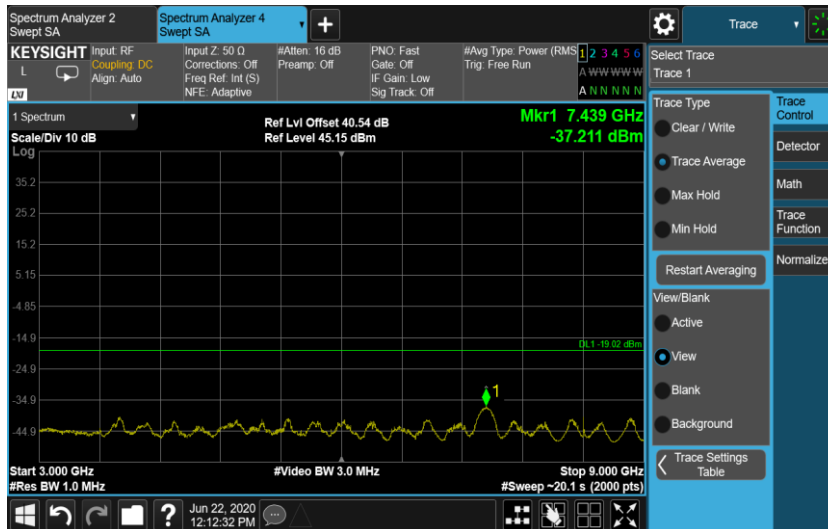 Spectrum Analyzer 2
Swept SA
Spectrum Analyzer 4
Swept SA
+
Trace
KEYSIGHT
L
LXI
Input: RF
Coupling: DC
Align: Auto
Input Z: 50 Ω
Corrections: Off
Freq Ref: Int (S)
NFE: Adaptive
#Atten: 16 dB
Preamp: Off
PNO: Fast
Gate: Off
IF Gain: Low
Sig Track: Off
#Avg Type: Power (RMS
Trig: Free Run
1 2 3 4 5 6
A W W W W W
A N N N N N
Select Trace
Trace 1
1 Spectrum
Scale/Div 10 dB
Log
Ref Lvl Offset 40.54 dB
Ref Level 45.15 dBm
Mkr1 7.439 GHz
-37.211 dBm
35.2
25.2
15.2
5.15
-4.85
-14.9
-24.9
-34.9
-44.9
DL1 -19.02 dBm
1
Start 3.000 GHz
#Res BW 1.0 MHz
#Video BW 3.0 MHz
Stop 9.000 GHz
#Sweep ~20.1 s (2000 pts)
Trace Type
Clear / Write
Trace Average
Max Hold
Min Hold
Restart Averaging
View/Blank
Active
View
Blank
Background
Trace Settings
Table
Trace
Control
Detector
Math
Trace
Function
Normalize
?
Jun 22, 2020
12:12:32 PM